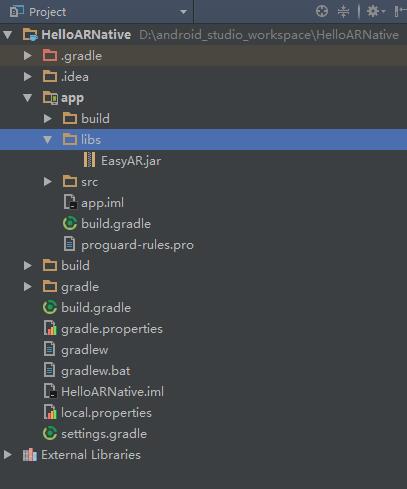 Project
HelloARNative D:\android_studio_workspace\HelloARNative
.gradle
.idea
app
build
libs
EasyAR.jar
src
app.iml
build.gradle
proguard-rules.pro
build
gradle
build.gradle
gradle.properties
gradlew
gradlew.bat
HelloARNative.iml
local.properties
settings.gradle
External Libraries